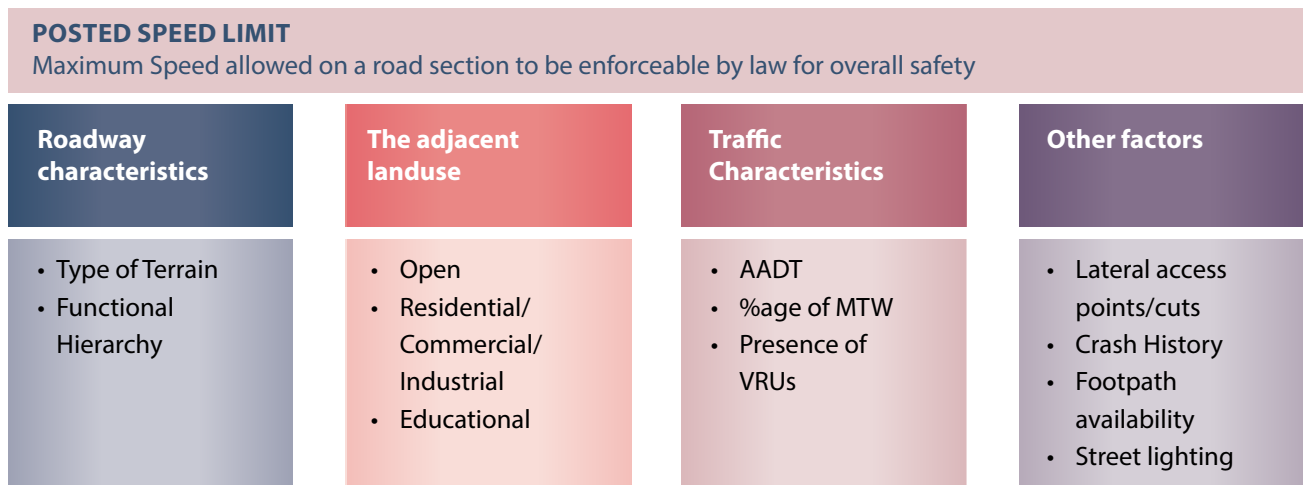 POSTED SPEED LIMIT
Maximum Speed allowed on a road section to be enforceable by law for overall safety
Roadway
characteristics
• Type of Terrain
• Functional
Hierarchy
The adjacent
landuse
• Open
• Residential/
Commercial/
Industrial
• Educational
Traffic
Characteristics
• AADT
• %age of MTW
• Presence of
VRUs
Other factors
• Lateral access
points/cuts
• Crash History
• Footpath
availability
• Street lighting